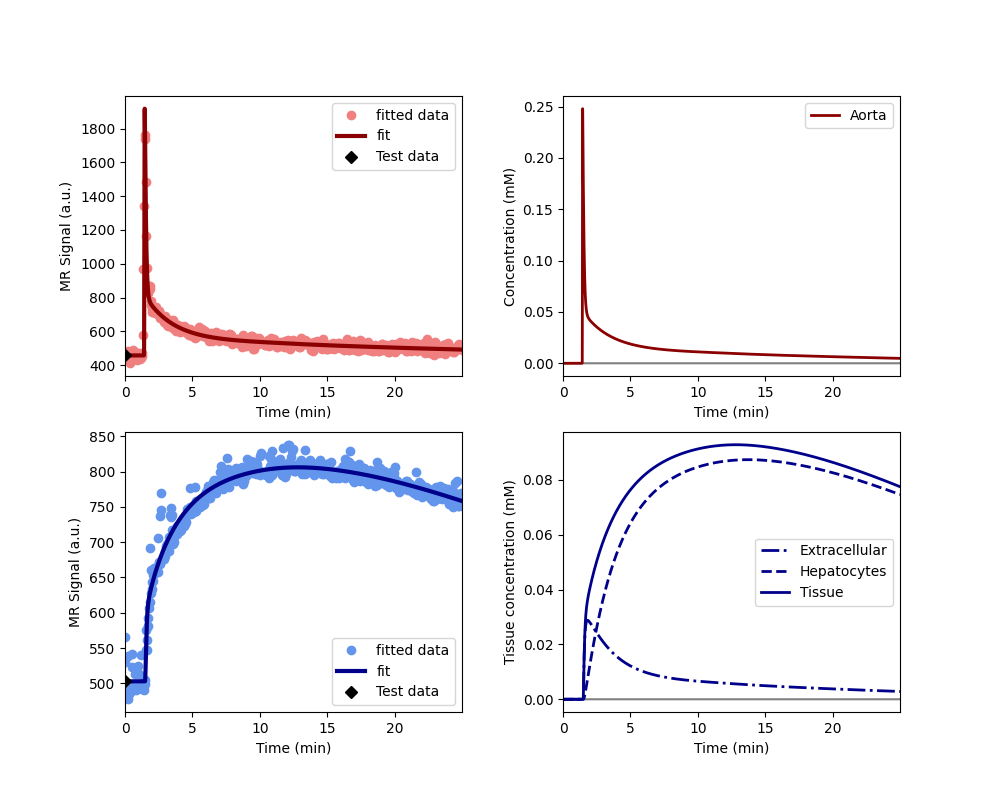 MR Signal (a.u.)
1800
1600
1400
1200
1000
800
600
400
0 5 10 15 20
Time (min)
fitted data
fit
Test data
Concentration (mM)
0.25
0.20
0.15
0.10
0.05
0.00
0 5 10 15 20
Time (min)
Aorta
MR Signal (a.u.)
850
800
750
700
650
600
550
500
0 5 10 15 20
Time (min)
fitted data
fit
Test data
Tissue concentration (mM)
0.08
0.06
0.04
0.02
0.00
0 5 10 15 20
Time (min)
Extracellular
Hepatocytes
Tissue